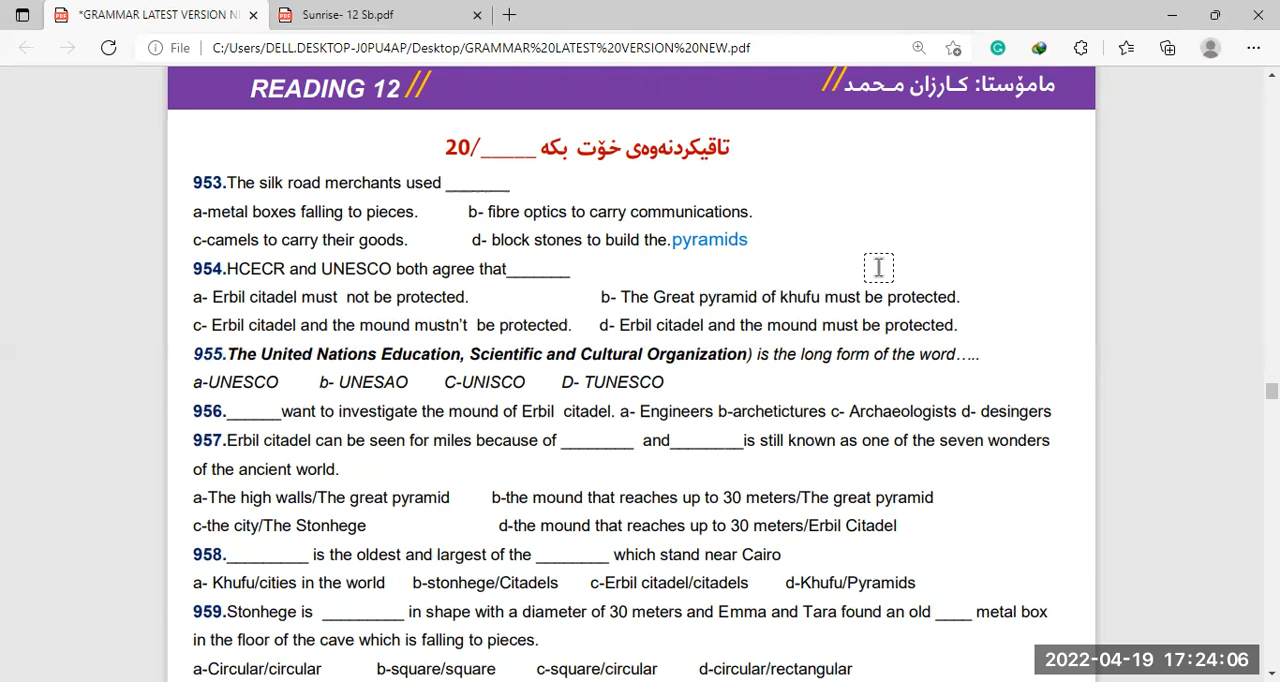 *GRAMMAR LATEST VERSION N
Sunrise- 12 Sb.pdf
File | C:/Users/DELL.DESKTOP-J0PU4AP/Desktop/GRAMMAR%20LATEST%20VERSION%20NEW.pdf
READING 12 // //مامۆستا: کارزان محمد
تاقیکردنەوەی خۆت بکە _____/20
953.The silk road merchants used _______
a-metal boxes falling to pieces. b- fibre optics to carry communications.
c-camels to carry their goods. d- block stones to build the.pyramids
954.HCECR and UNESCO both agree that_______
a- Erbil citadel must not be protected. b- The Great pyramid of khufu must be protected.
c- Erbil citadel and the mound mustn't be protected. d- Erbil citadel and the mound must be protected.
955.The United Nations Education, Scientific and Cultural Organization) is the long form of the word…..
a-UNESCO b- UNESAO C-UNISCO D- TUNESCO
956.______want to investigate the mound of Erbil citadel. a- Engineers b-archetictures c- Archaeologists d- desingers
957.Erbil citadel can be seen for miles because of ________ and________is still known as one of the seven wonders
of the ancient world.
a-The high walls/The great pyramid b-the mound that reaches up to 30 meters/The great pyramid
c-the city/The Stonhege d-the mound that reaches up to 30 meters/Erbil Citadel
958._________ is the oldest and largest of the ________ which stand near Cairo
a- Khufu/cities in the world b-stonhege/Citadels c-Erbil citadel/citadels d-Khufu/Pyramids
959.Stonhege is _________ in shape with a diameter of 30 meters and Emma and Tara found an old ____ metal box
in the floor of the cave which is falling to pieces.
a-Circular/circular b-square/square c-square/circular d-circular/rectangular
2022-04-19 17:24:06